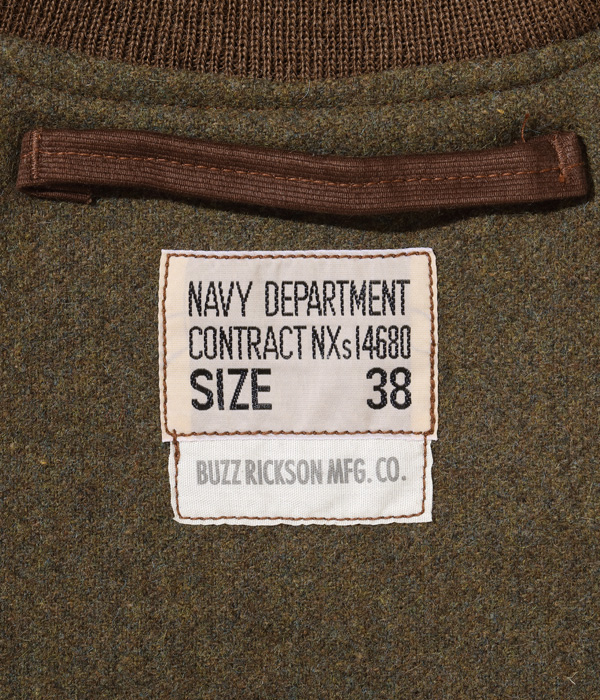 NAVY DEPARTMENT
CONTRACT NXs14680
SIZE 38
BUZZ RICKSON MFG. CO.